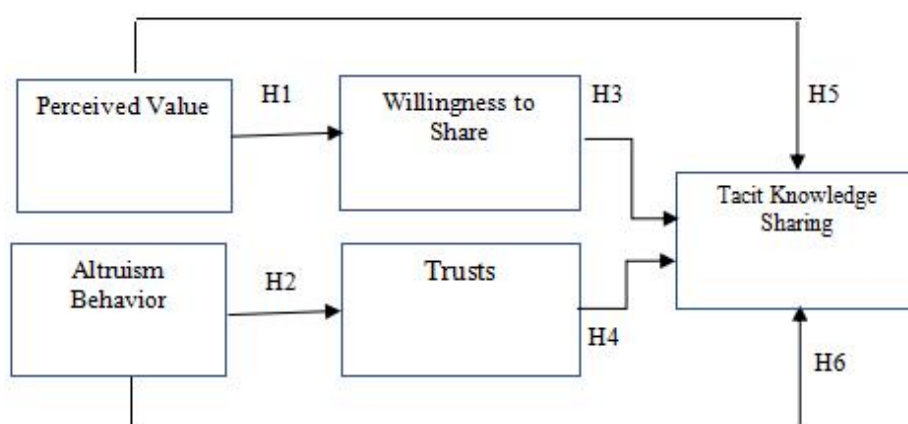 Perceived Value
H1
Willingness to
Share
H3
H5
Tacit Knowledge
Sharing
Altruism
Behavior
H2
Trusts
H4
H6